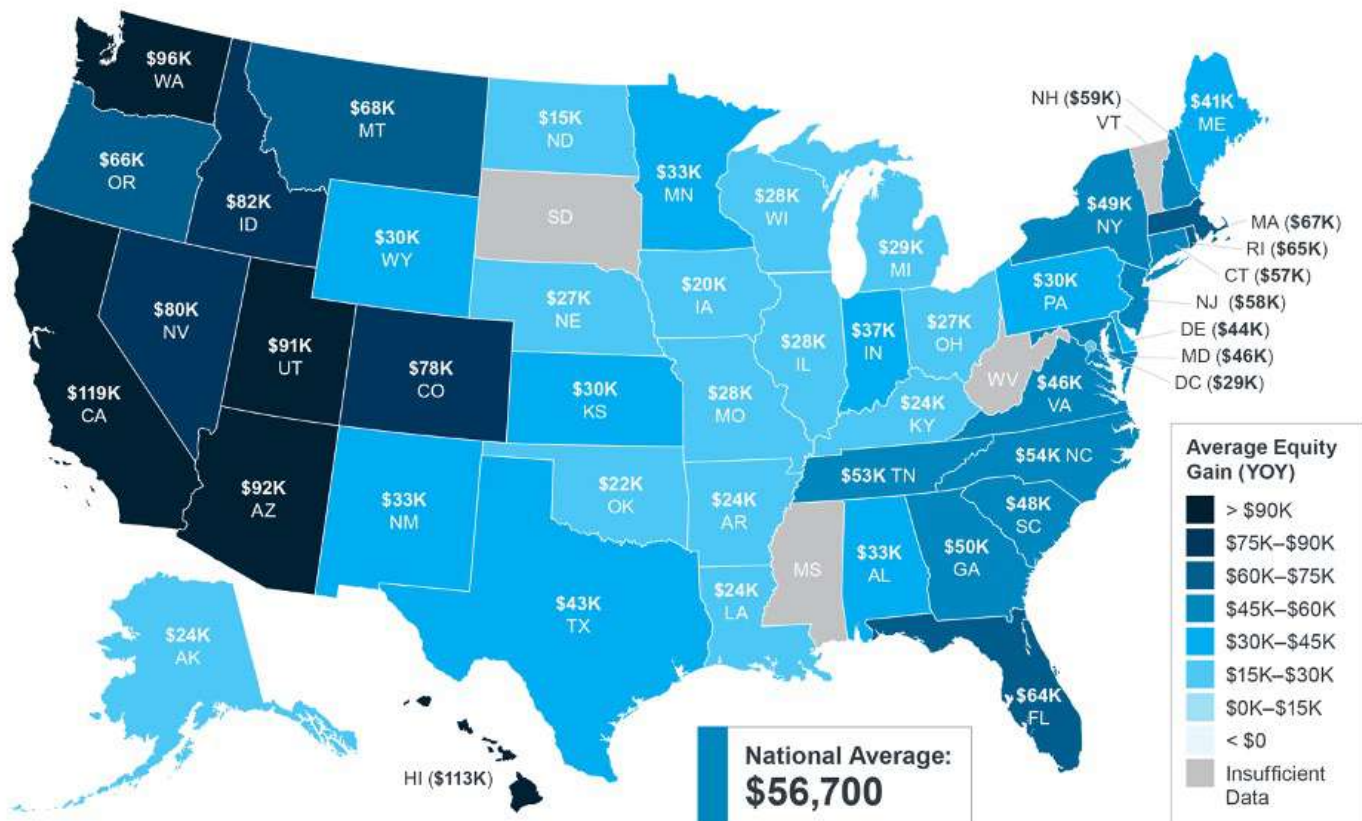 $96K
WA
$68K
MT
$15K
ND
$33K
MN
NH ($59K)
VT
$41K
ME
$66K
OR
$82K
ID
SD
$28K
WI
$49K
NY
MA ($67K)
RI ($65K)
CT ($57K)
NJ ($58K)
DE ($44K)
MD ($46K)
DC ($29K)
$30K
WY
$29K
MI
$20K
IA
$27K
NE
$30K
PA
$80K
NV
$91K
UT
$78K
CO
$28K
IL
$37K
IN
$27K
OH
WV
$46K
VA
$119K
CA
$30K
KS
$28K
MO
$24K
KY
$54K NC
$53K TN
$92K
AZ
$33K
NM
$22K
OK
$24K
AR
$48K
SC
MS
$33K
AL
$50K
GA
$43K
TX
$24K
LA
$64K
FL
$24K
AK
HI ($113K)
National Average:
$56,700
Average Equity
Gain (YOY)
> $90K
$75K–$90K
$60K–$75K
$45K–$60K
$30K–$45K
$15K–$30K
$0K–$15K
< $0
Insufficient
Data